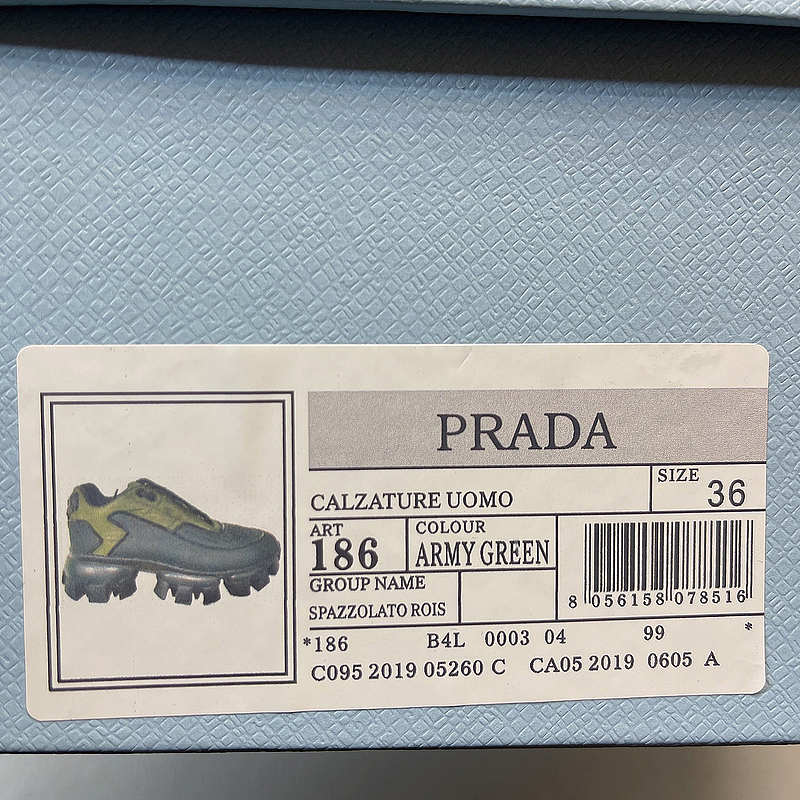 PRADA
CALZATURE UOMO
SIZE 36
ART 186
COLOUR ARMY GREEN
GROUP NAME
SPAZZOLATO ROIS
8 056158 078516
*186 B4L 0003 04 99 *
C095 2019 05260 C CA05 2019 0605 A